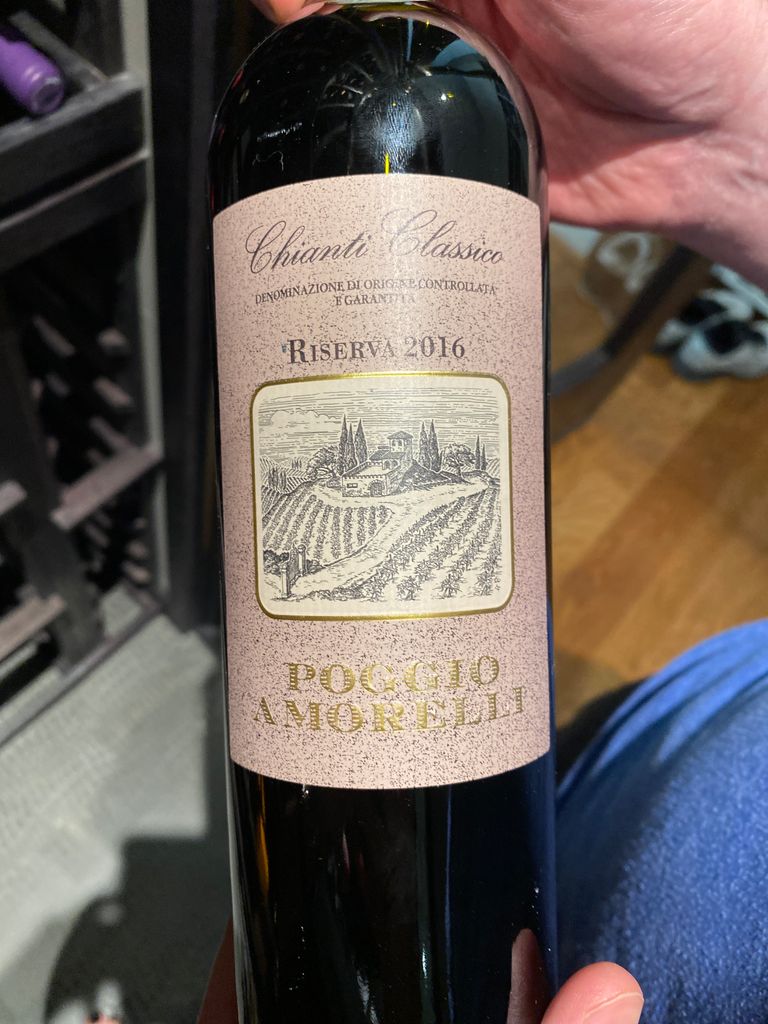 Chianti Classico
DENOMINAZIONE DI ORIGINE CONTROLLATA
E GARANTITA
RISERVA 2016
POGGIO
AMORELLI